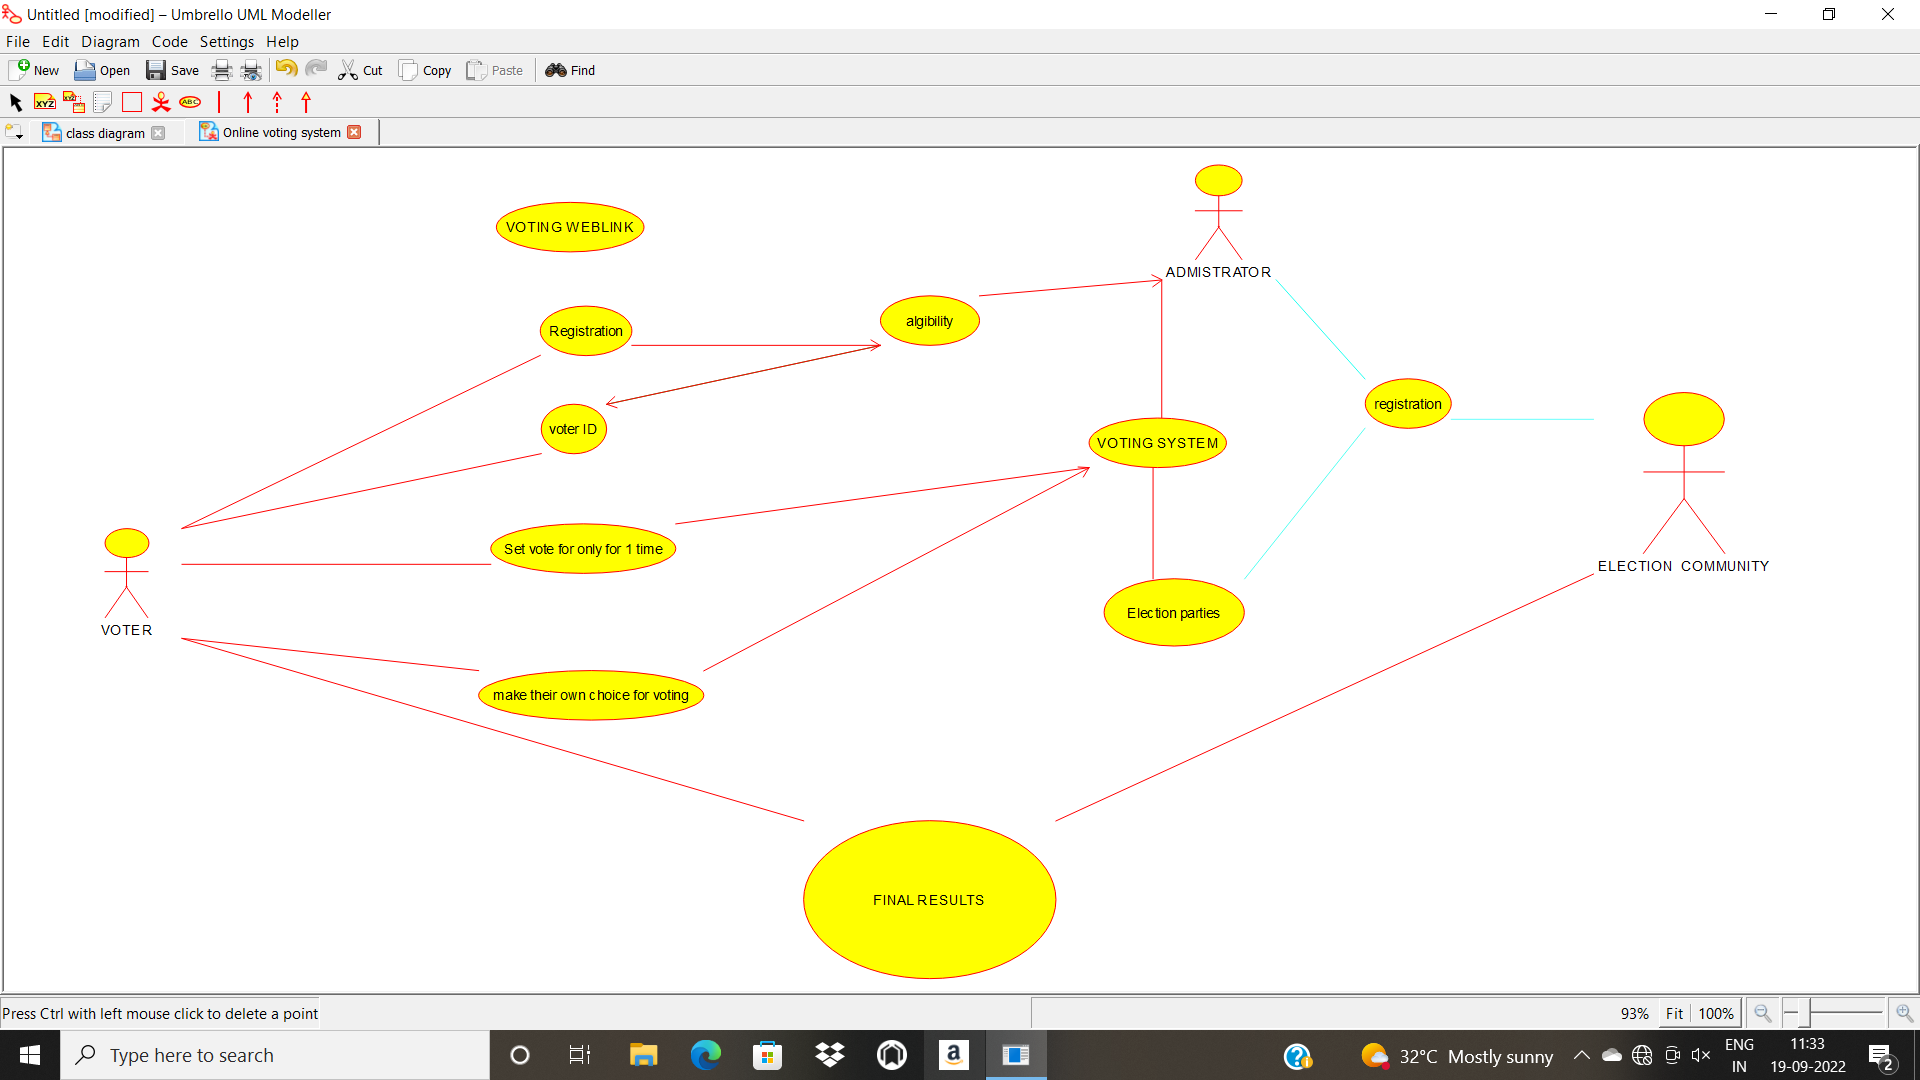 Untitled [modified] – Umbrello UML Modeller
File Edit Diagram Code Settings Help
New Open Save Cut Copy Paste Find
XYZ XYZ ABC
class diagram Online voting system
VOTING WEBLINK
ADMISTRATOR
Registration
algibility
voter ID
registration
VOTING SYSTEM
Set vote for only for 1 time
ELECTION COMMUNITY
Election parties
VOTER
make their own choice for voting
FINAL RESULTS
Press Ctrl with left mouse click to delete a point
93% Fit 100%
Type here to search
a
32°C Mostly sunny
ENG
IN
11:33
19-09-2022
2